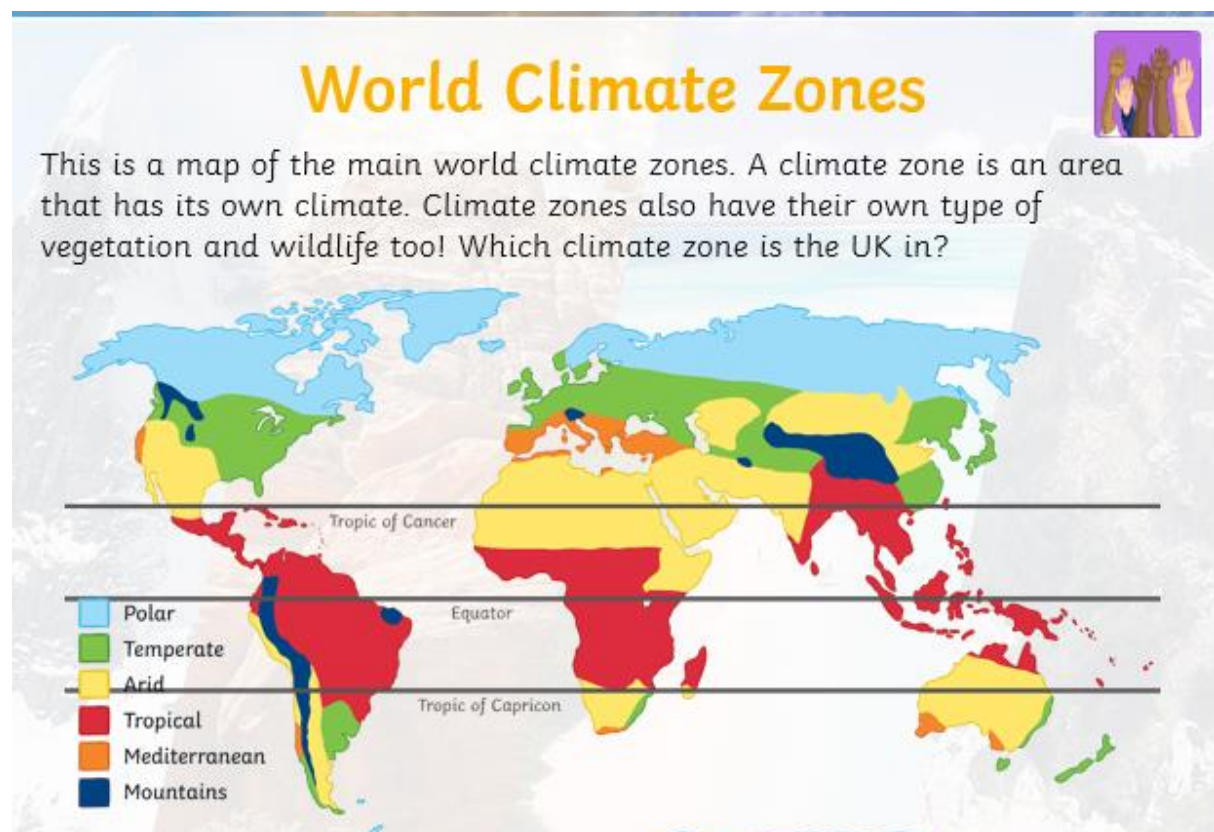 World Climate Zones
This is a map of the main world climate zones. A climate zone is an area
that has its own climate. Climate zones also have their own type of
vegetation and wildlife too! Which climate zone is the UK in?
Tropic of Cancer
Equator
Tropic of Capricon
Polar
Temperate
Arid
Tropical
Mediterranean
Mountains